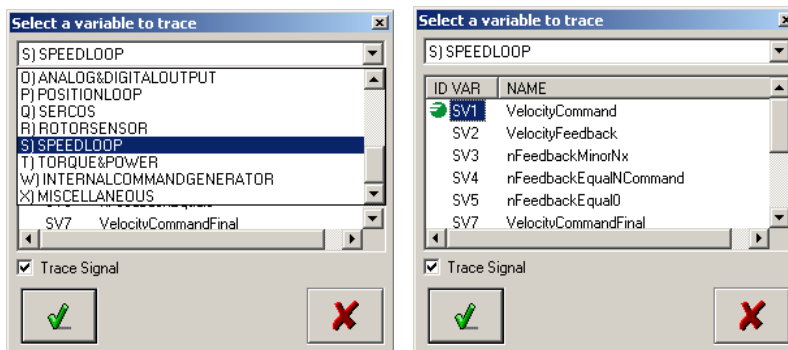 Select a variable to trace
S) SPEEDLOOP
O) ANALOG&DIGITALOUTPUT
P) POSITIONLOOP
Q) SERCOS
R) ROTORSENSOR
S) SPEEDLOOP
T) TORQUE&POWER
W) INTERNALCOMMANDGENERATOR
X) MISCELLANEOUS
SV7 VelocityCommandFinal
Trace Signal
Select a variable to trace
S) SPEEDLOOP
ID VAR NAME
SV1 VelocityCommand
SV2 VelocityFeedback
SV3 nFeedbackMinorNx
SV4 nFeedbackEqualNCommand
SV5 nFeedbackEqual0
SV7 VelocityCommandFinal
Trace Signal